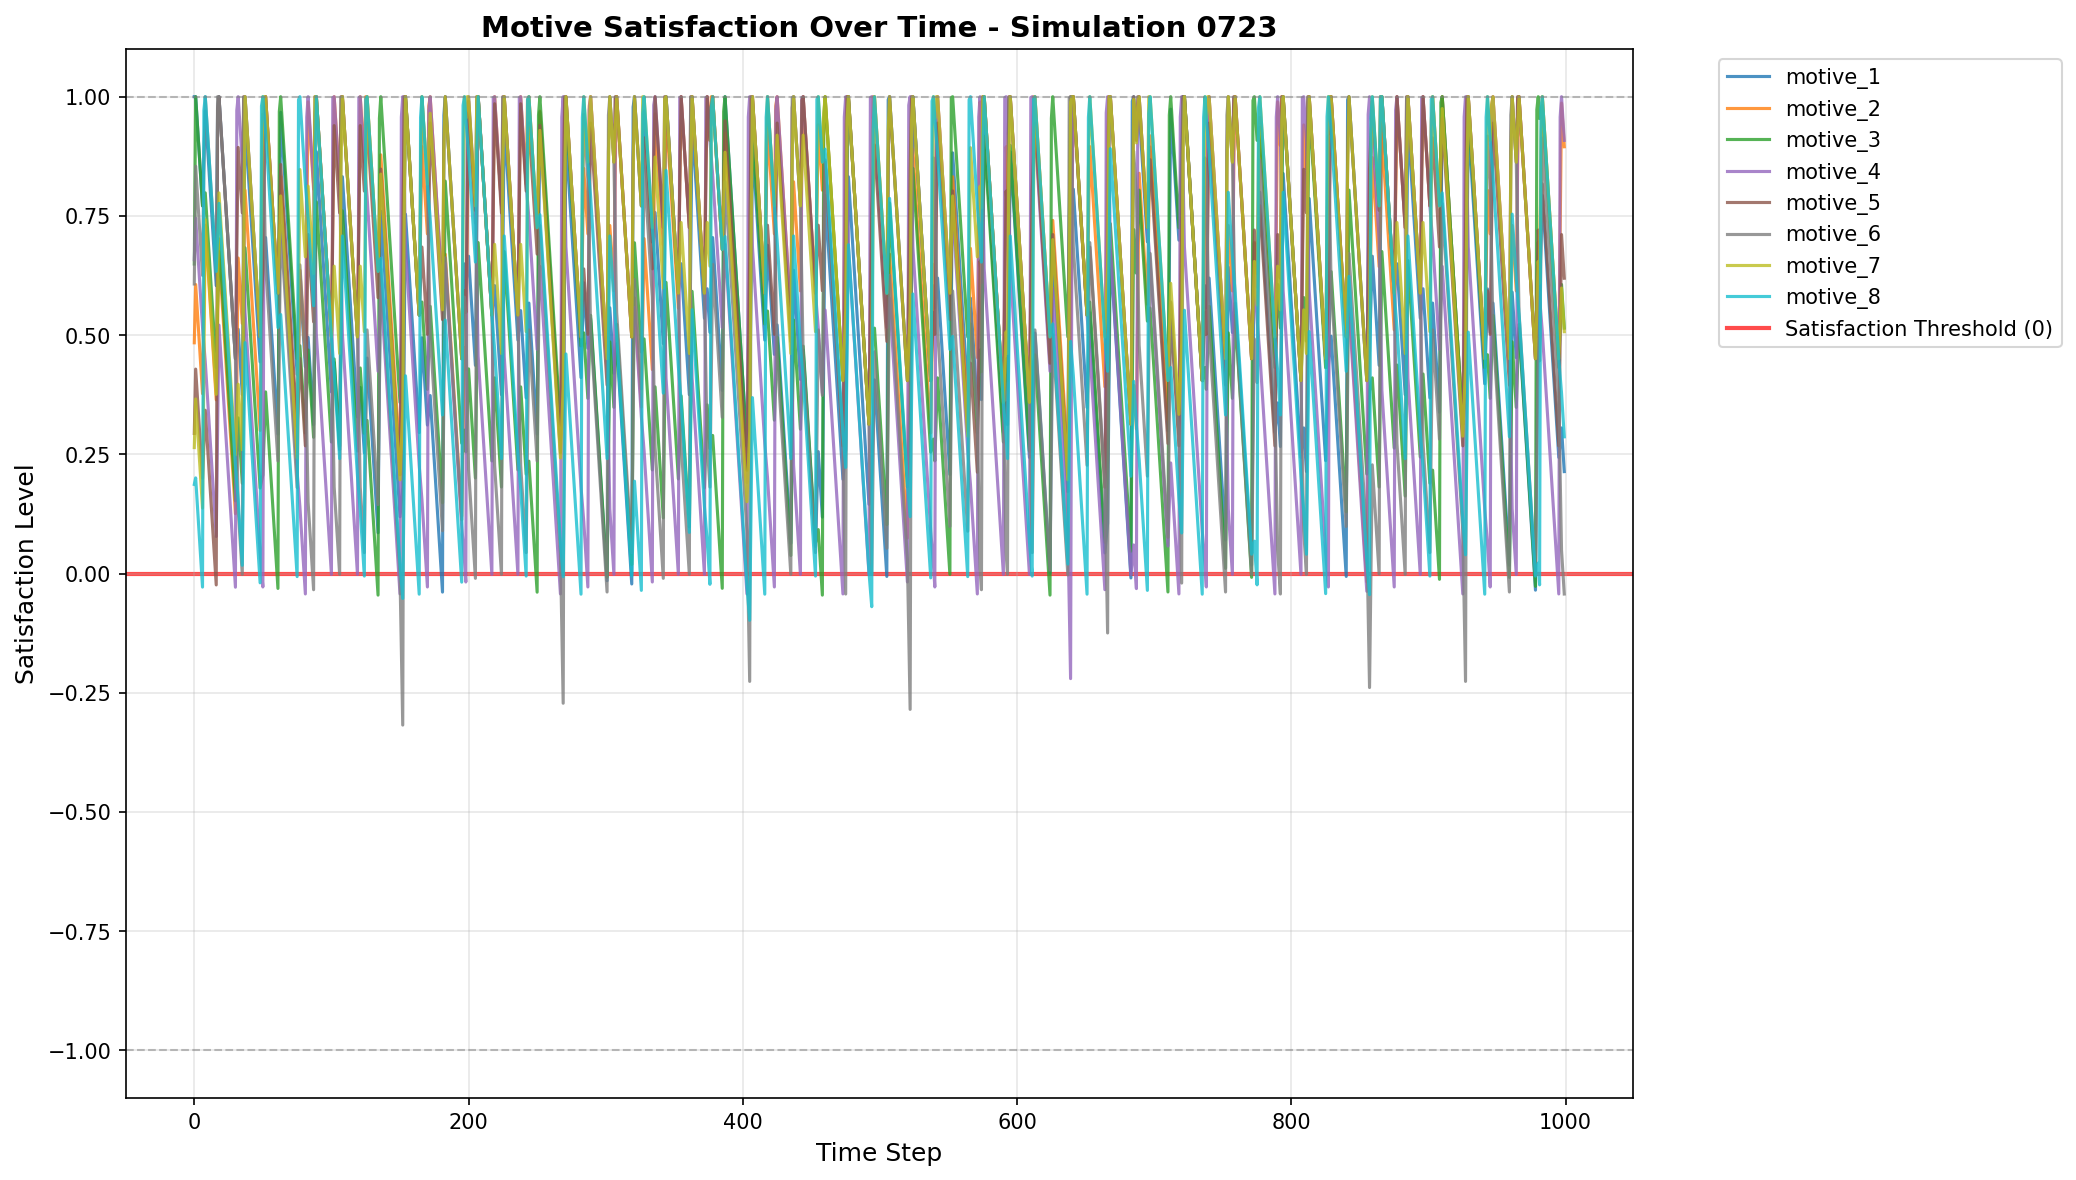 Motive Satisfaction Over Time - Simulation 0723
1.00
0.75
0.50
0.25
0.00
−0.25
−0.50
−0.75
−1.00
Satisfaction Level
0
200
400
600
800
1000
Time Step
motive_1
motive_2
motive_3
motive_4
motive_5
motive_6
motive_7
motive_8
Satisfaction Threshold (0)